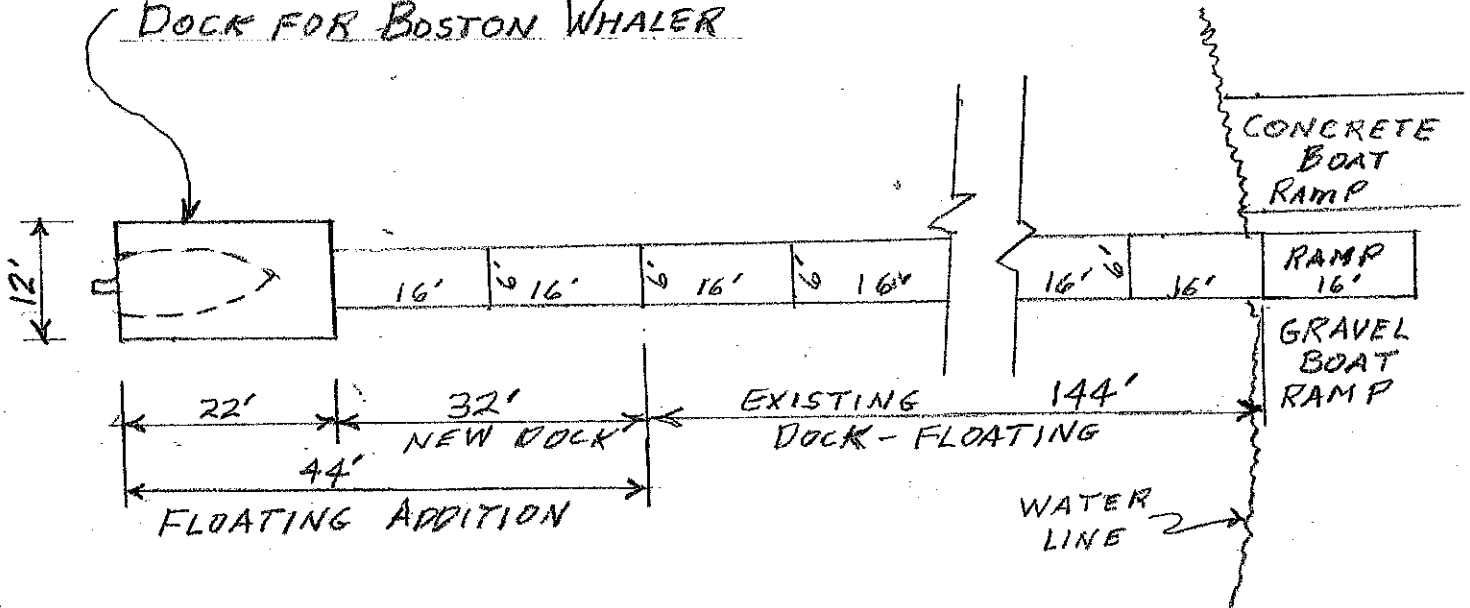 DOCK FOR BOSTON WHALER
CONCRETE
BOAT
RAMP
12'
16'
6'
16'
6'
16'
6'
16'
16'
6'
16'
RAMP
16'
GRAVEL
BOAT
RAMP
22'
32'
NEW DOCK
EXISTING 144'
DOCK - FLOATING
44'
FLOATING ADDITION
WATER
LINE